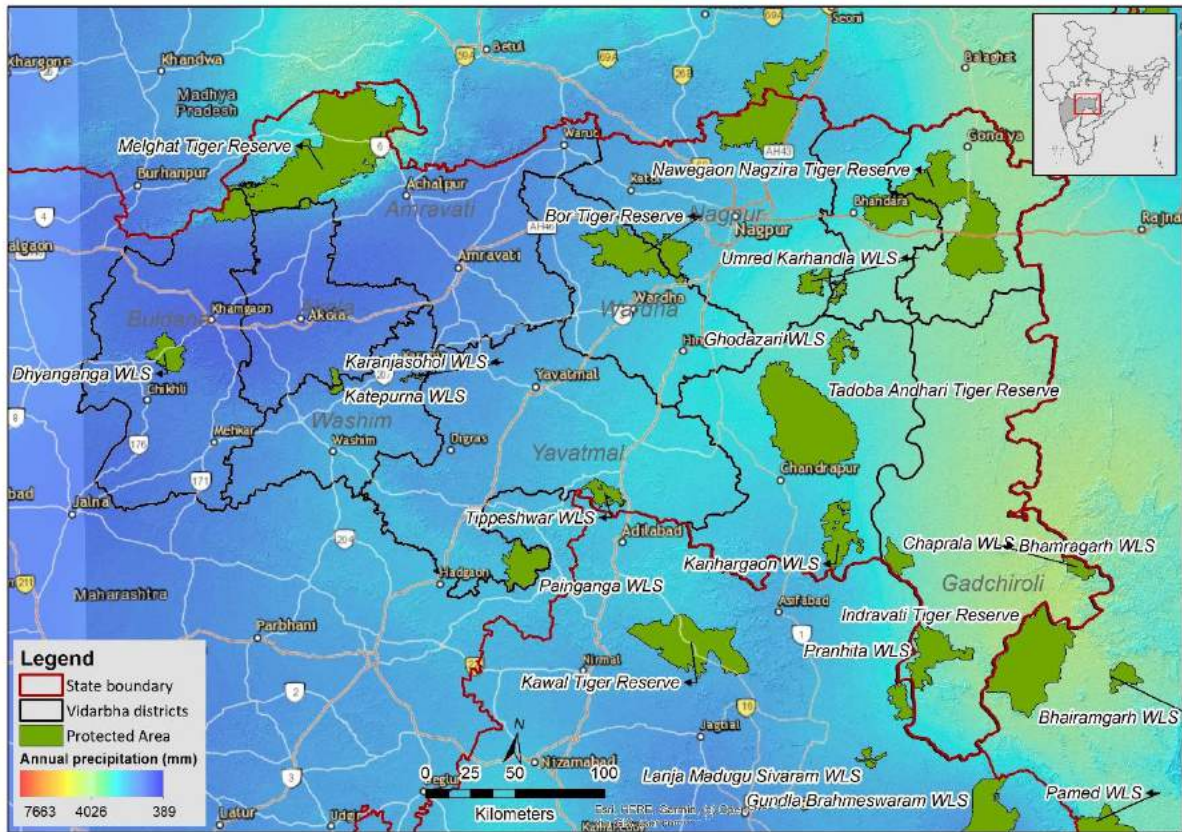 Seoni
Betul
Khargone
Khandwa
Balaghat
Madhya
Pradesh
Melghat Tiger Reserve
Warud
Gondiya
Burhanpur
Achalpur
Katol
Nawegaon Nagzira Tiger Reserve
Amravati
Bor Tiger Reserve
Nagpur
Bhandara
Nagpur
Amravati
Umred Karhandla WLS
Khamgaon
Akola
Akola
Buldana
Wardha
Wardha
Ghodazari WLS
Karanjasohol WLS
Dhyanganga WLS
Chikhli
Katepurna WLS
Yavatmal
Tadoba Andhari Tiger Reserve
Washim
Mehkar
Washim
Digras
Yavatmal
Chandrapur
Jalna
Tippeshwar WLS
Adilabad
Chaprala WLS
Bhamragarh WLS
Kanhargaon WLS
Gadchiroli
Hadgaon
Painganga WLS
Maharashtra
Asifabad
Indravati Tiger Reserve
Parbhani
Pranhita WLS
Nirmal
Kawal Tiger Reserve
Bhairamgarh WLS
Jagtial
Nizamabad
Lanja Madugu Sivaram WLS
Gundla Brahmeswaram WLS
Pamed WLS
Latur
Legend
State boundary
Vidarbha districts
Protected Area
Annual precipitation (mm)
7663 4026 389
N
0 25 50 100
Kilometers